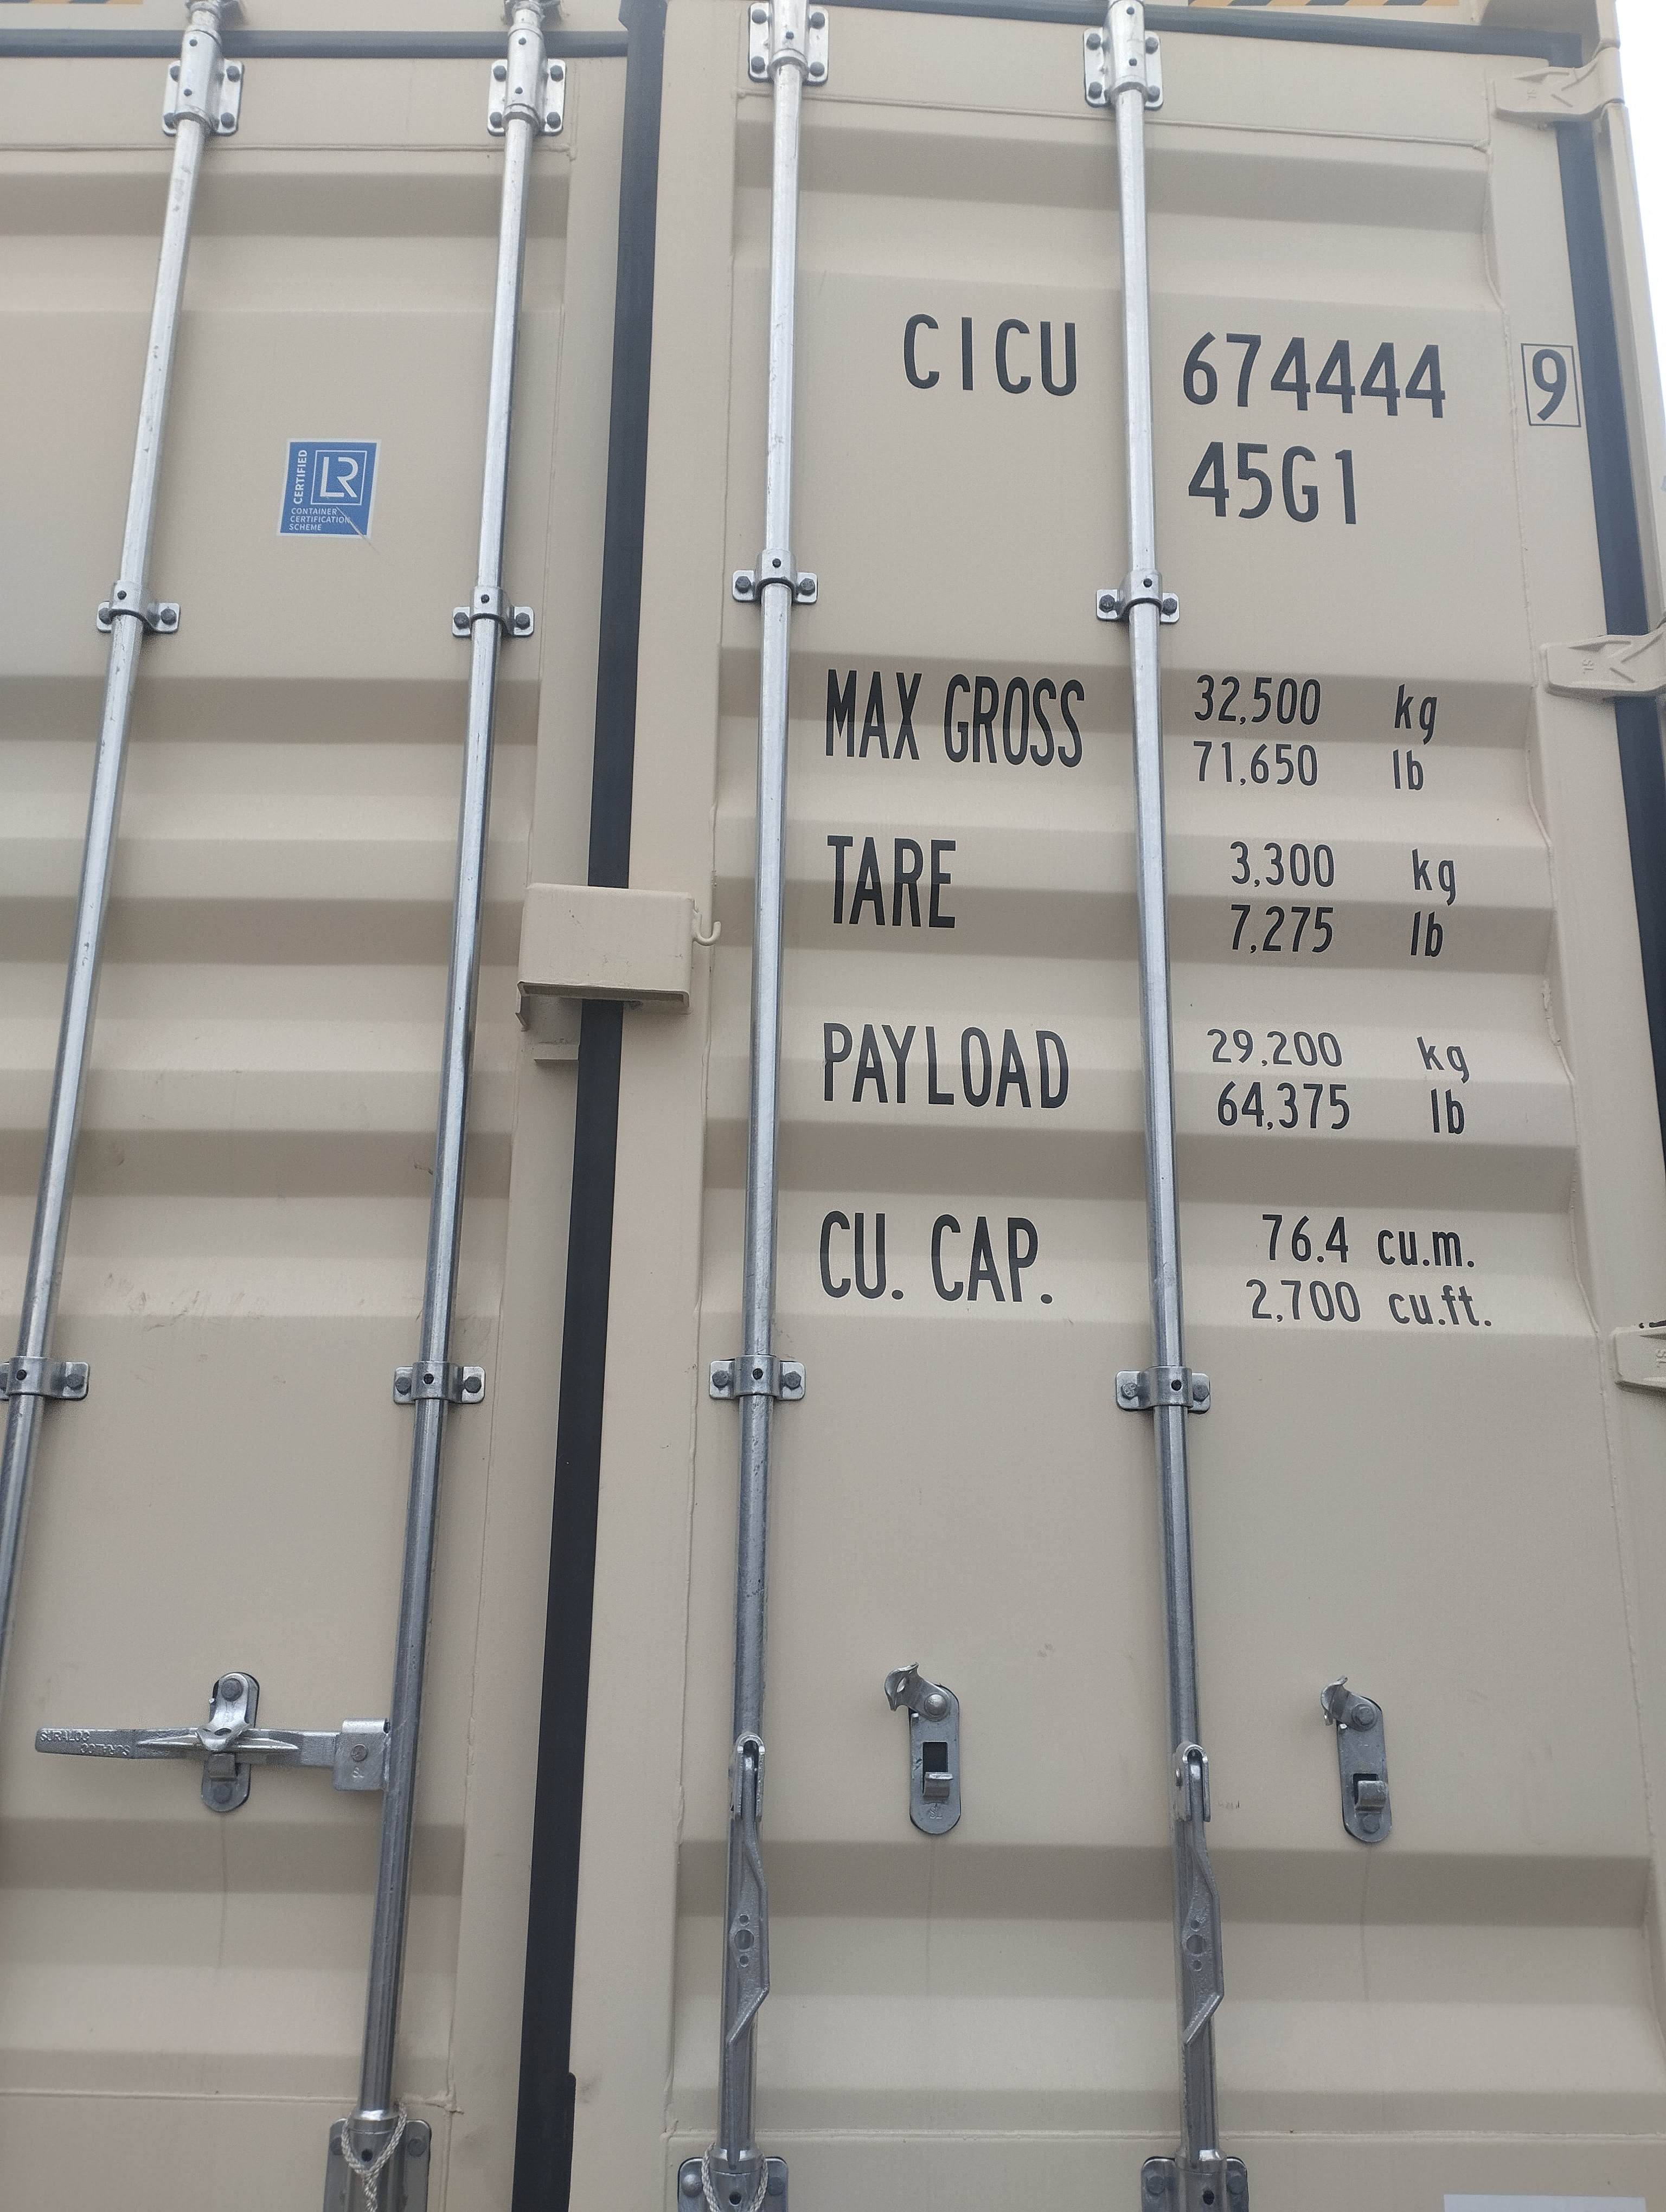 CERTIFIED
LR
CONTAINER
CERTIFICATION
SCHEME
CICU 674444 9
45G1
MAX GROSS 32,500 kg
71,650 lb
TARE 3,300 kg
7,275 lb
PAYLOAD 29,200 kg
64,375 lb
CU. CAP. 76.4 cu.m.
2,700 cu.ft.